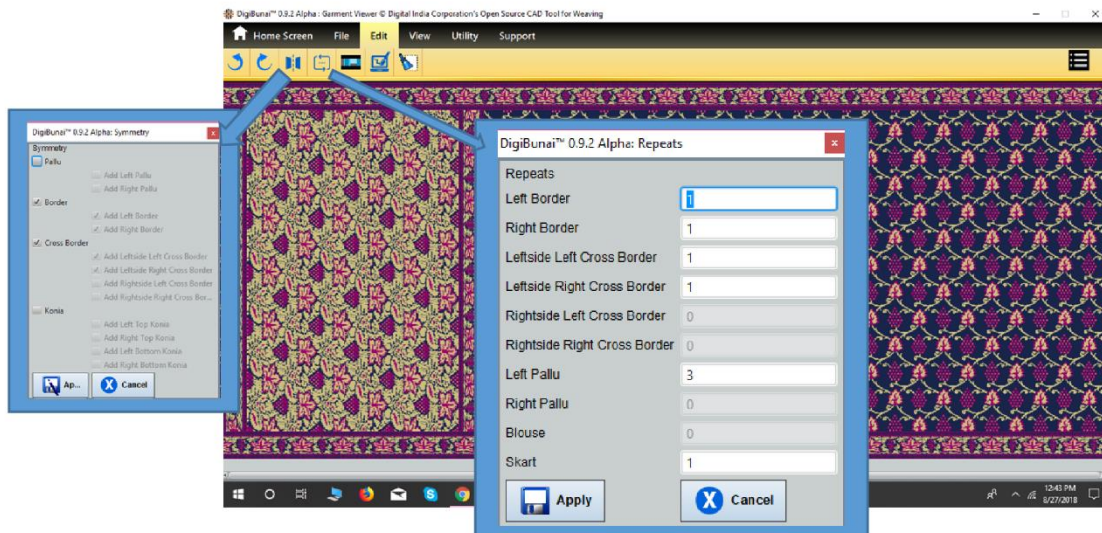 DigiBunai™ 0.9.2 Alpha : Garment Viewer © Digital India Corporation's Open Source CAD Tool for Weaving
Home Screen File Edit View Utility Support
DigiBunai™ 0.9.2 Alpha: Symmetry
Symmetry
Pallu
Add Left Pallu
Add Right Pallu
Border
Add Left Border
Add Right Border
Cross Border
Add Leftside Left Cross Border
Add Leftside Right Cross Border
Add Rightside Left Cross Border
Add Rightside Right Cross Bor...
Konia
Add Left Top Konia
Add Right Top Konia
Add Left Bottom Konia
Add Right Bottom Konia
Ap... Cancel
DigiBunai™ 0.9.2 Alpha: Repeats
Repeats
Left Border 1
Right Border 1
Leftside Left Cross Border 1
Leftside Right Cross Border 1
Rightside Left Cross Border 0
Rightside Right Cross Border 0
Left Pallu 3
Right Pallu 0
Blouse 0
Skart 1
Apply Cancel
12:43 PM
8/27/2018